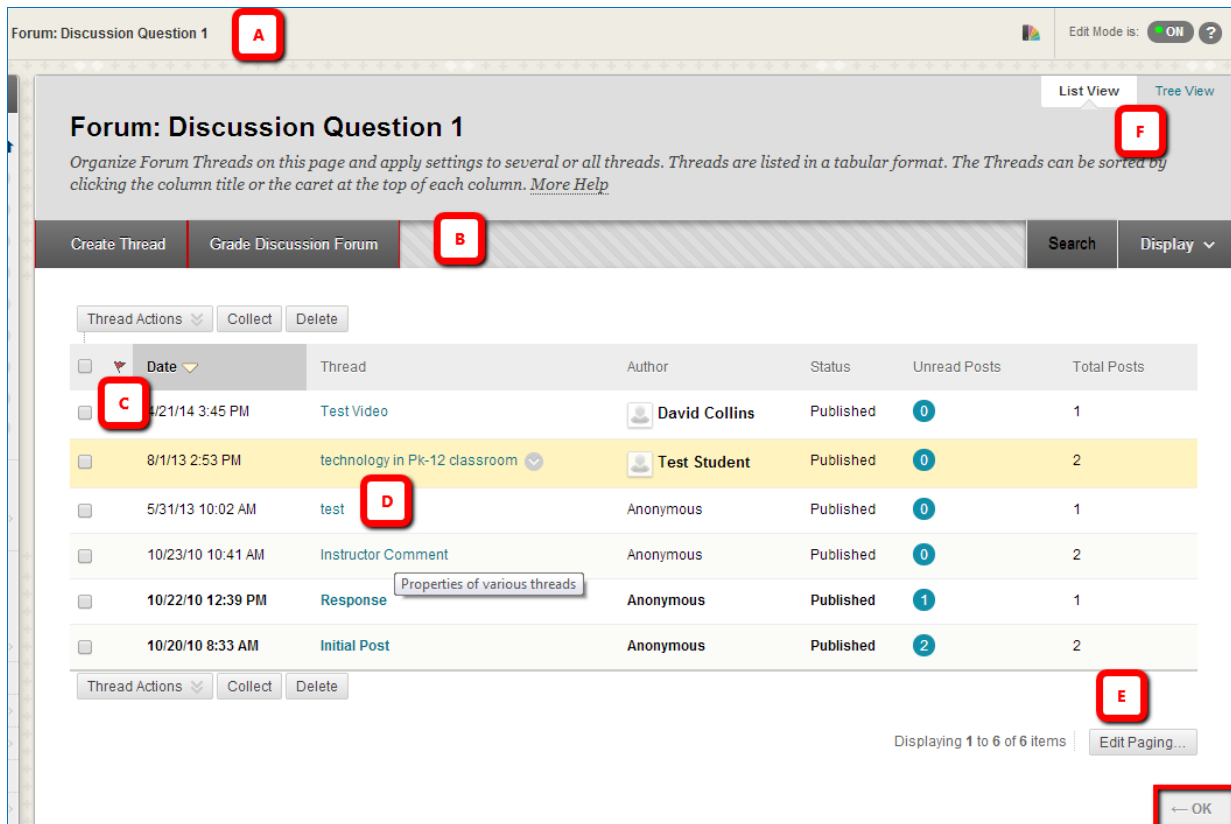 Forum: Discussion Question 1 A Edit Mode is: ON ?
List View Tree View
F
Forum: Discussion Question 1
Organize Forum Threads on this page and apply settings to several or all threads. Threads are listed in a tabular format. The Threads can be sorted by
clicking the column title or the caret at the top of each column. More Help
Create Thread Grade Discussion Forum B Search Display
Thread Actions Collect Delete
Date Thread Author Status Unread Posts Total Posts
C 4/21/14 3:45 PM Test Video David Collins Published 0 1
8/1/13 2:53 PM technology in Pk-12 classroom Test Student Published 0 2
5/31/13 10:02 AM test D Anonymous Published 0 1
10/23/10 10:41 AM Instructor Comment Anonymous Published 0 2
Properties of various threads
10/22/10 12:39 PM Response Anonymous Published 1 1
10/20/10 8:33 AM Initial Post Anonymous Published 2 2
Thread Actions Collect Delete
E
Displaying 1 to 6 of 6 items Edit Paging...
← OK